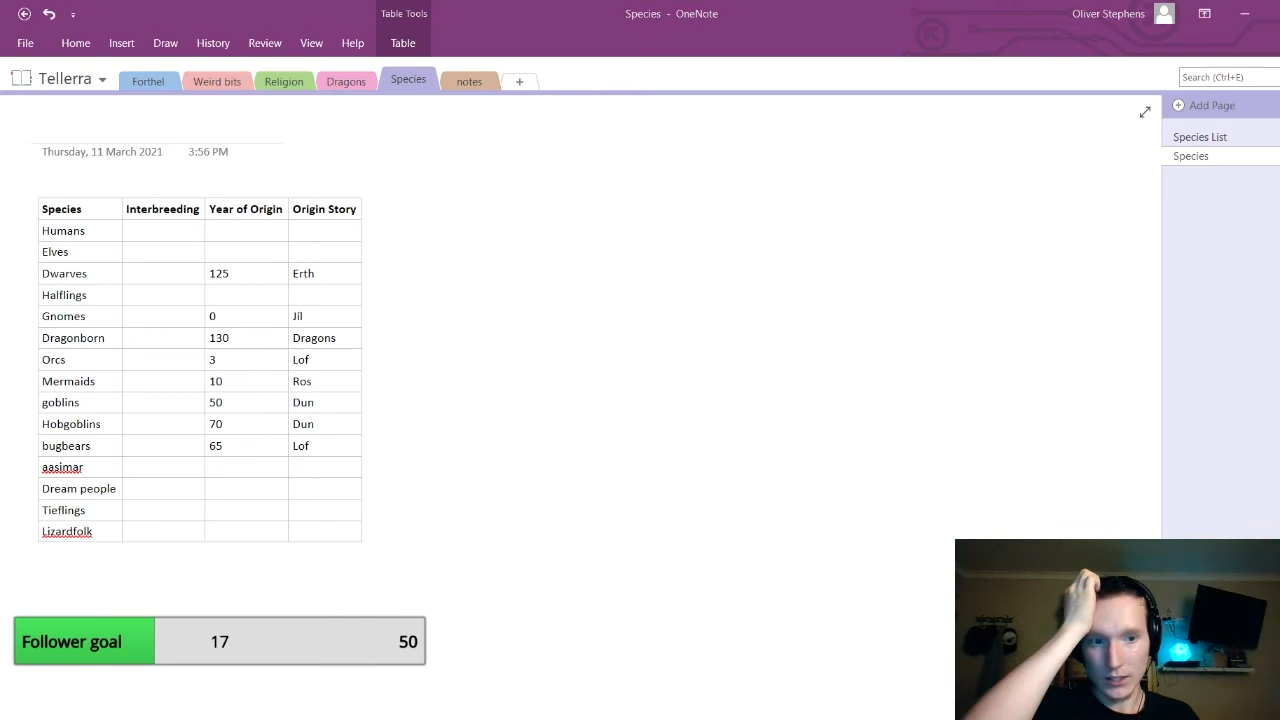 Table Tools
Species - OneNote
Oliver Stephens
File Home Insert Draw History Review View Help Table
Tellerra Forthel Weird bits Religion Dragons Species notes
Search (Ctrl+E)
Add Page
Species List
Species
Thursday, 11 March 2021 3:56 PM
Species Interbreeding Year of Origin Origin Story
Humans
Elves
Dwarves 125 Erth
Halflings
Gnomes 0 Jil
Dragonborn 130 Dragons
Orcs 3 Lof
Mermaids 10 Ros
goblins 50 Dun
Hobgoblins 70 Dun
bugbears 65 Lof
aasimar
Dream people
Tieflings
Lizardfolk
Follower goal 17 50